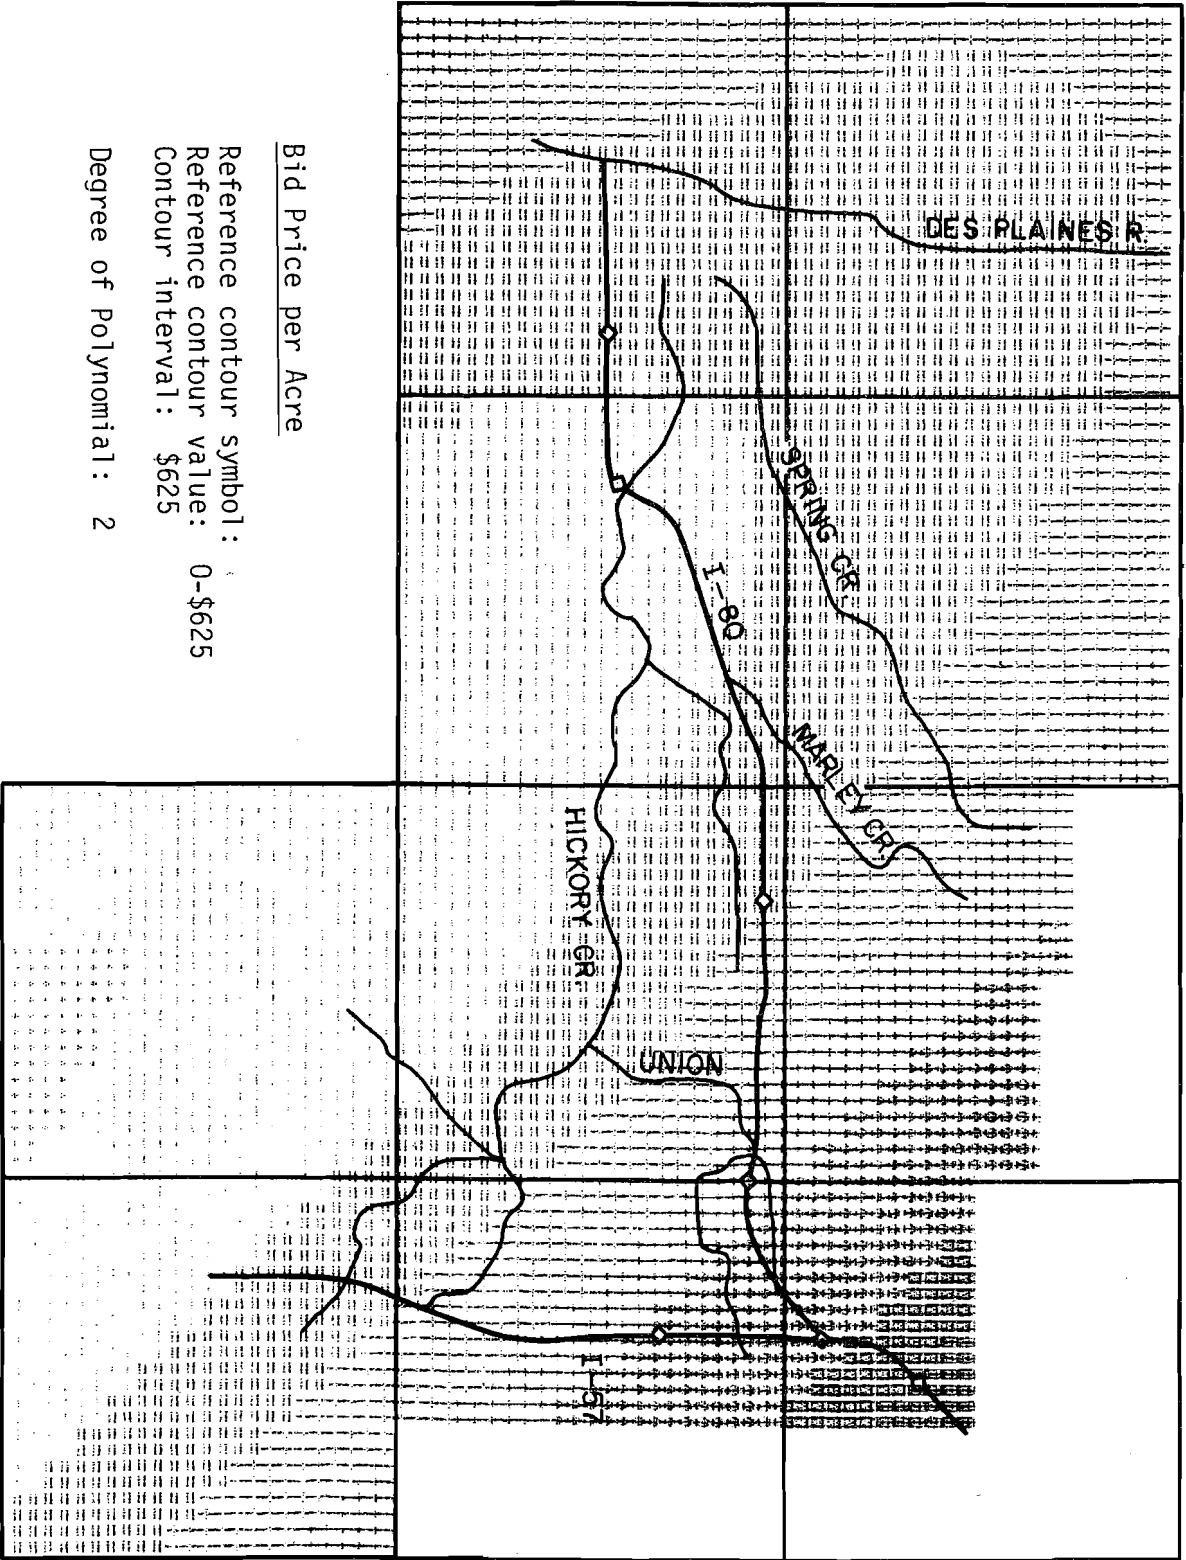 DES PLAINES R.
SPRING CR.
I-80
MARLEY CR.
HICKORY CR.
UNION
I-57
Bid Price per Acre
Reference contour symbol:
Reference contour value: 0-$625
Contour interval: $625
Degree of Polynomial: 2